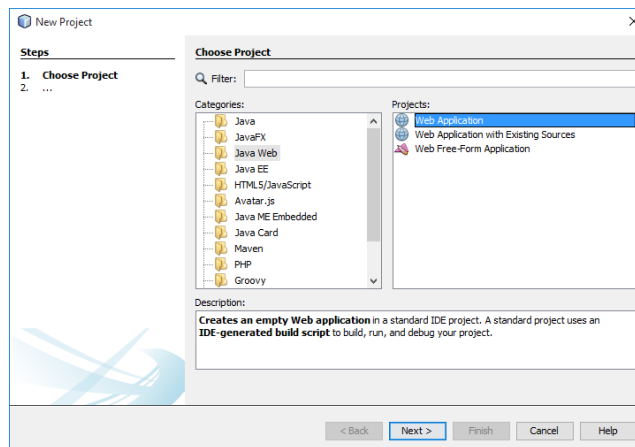 New Project
Steps
1. Choose Project
2. ...
Choose Project
Filter:
Categories:
Java
JavaFX
Java Web
Java EE
HTML5/JavaScript
Avatar.js
Java ME Embedded
Java Card
Maven
PHP
Groovy
Projects:
Web Application
Web Application with Existing Sources
Web Free-Form Application
Description:
Creates an empty Web application in a standard IDE project. A standard project uses an
IDE-generated build script to build, run, and debug your project.
< Back
Next >
Finish
Cancel
Help